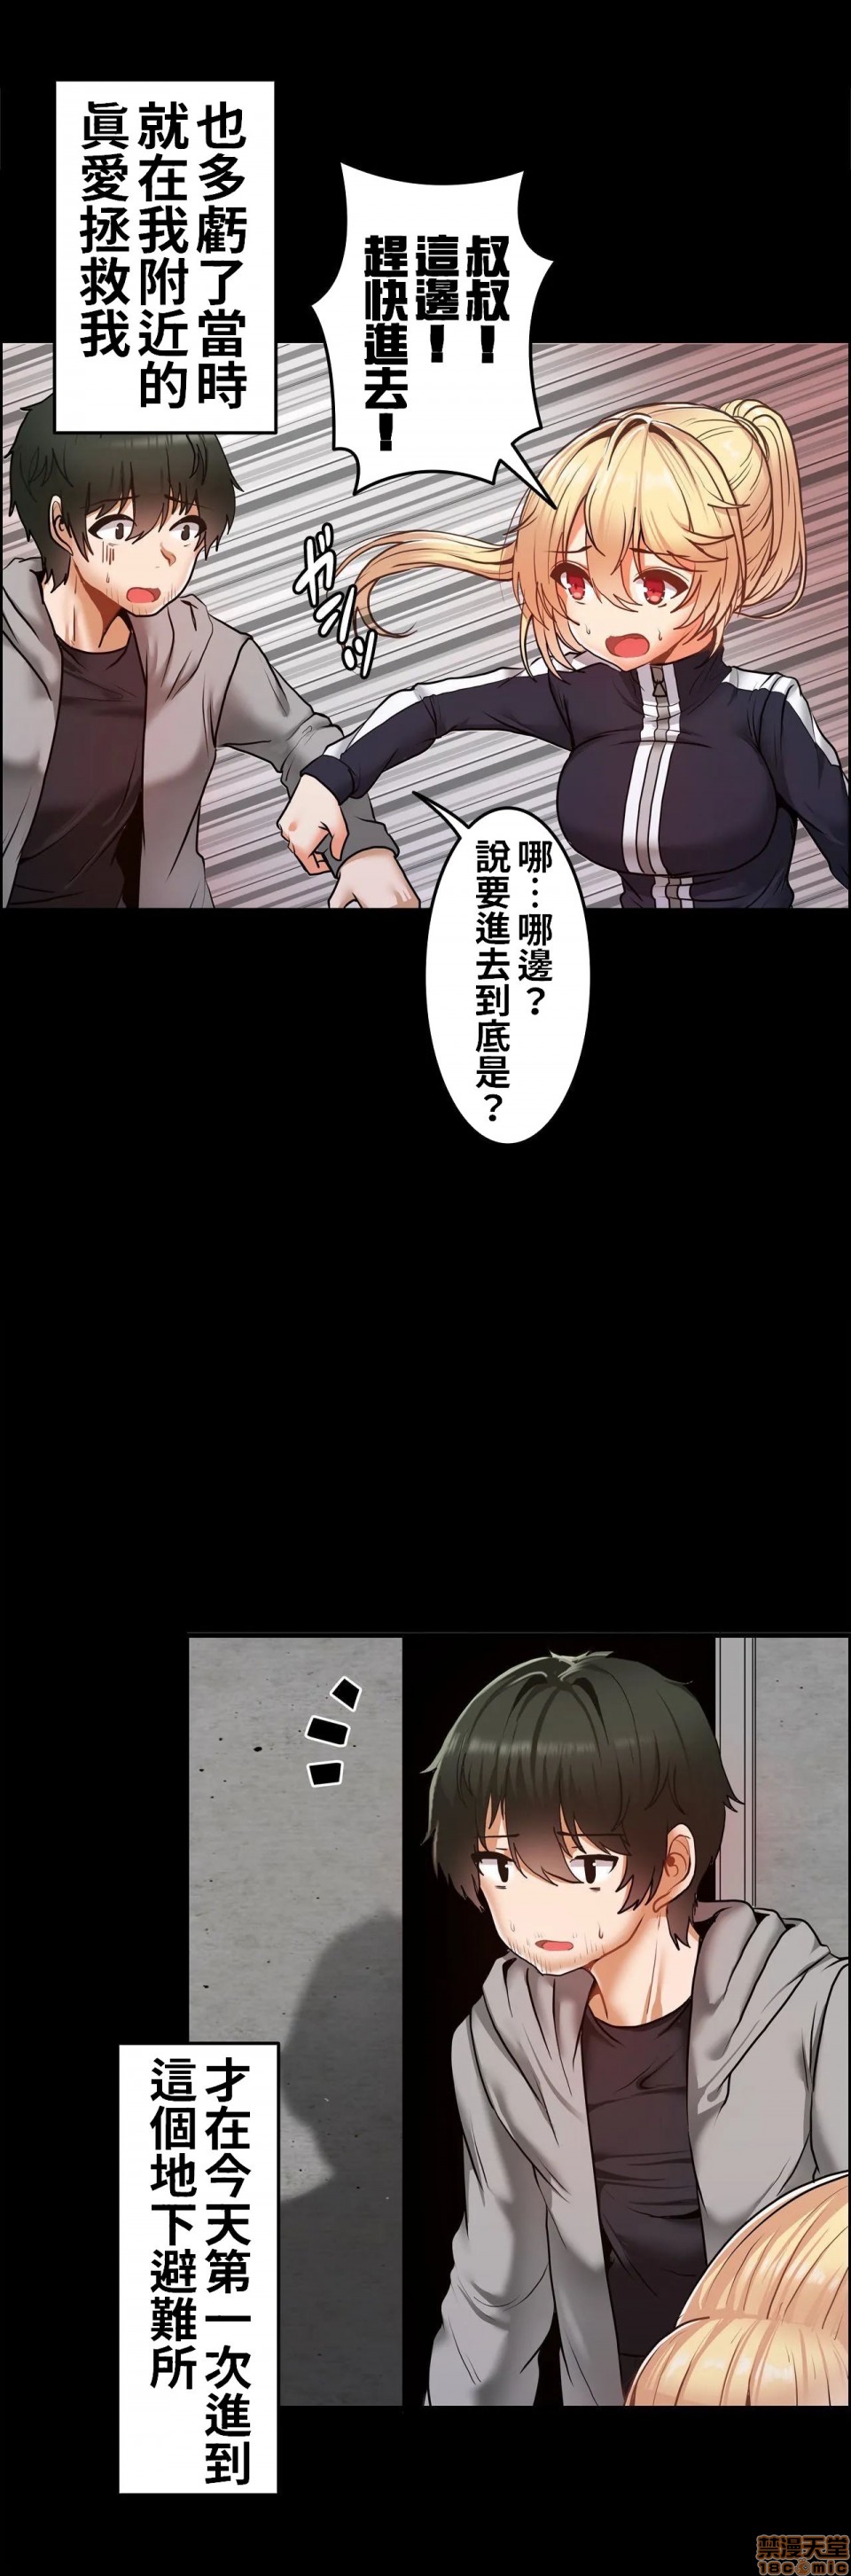 也多虧了當時
就在我附近的
眞愛拯救我
叔叔！
這邊！
趕快進去！
ガシッ
哪…哪邊？
說要進去到底是？
才在今天第一次進到
這個地下避難所
禁漫天堂
18comic